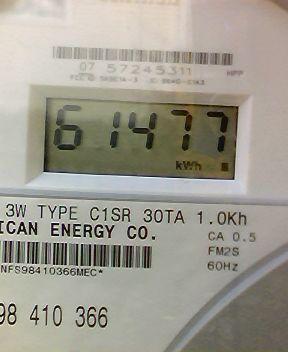 07 57245311 HPP
61477
kWh
3W TYPE C1SR 30TA 1.0Kh
ICAN ENERGY CO. CA 0.5
FM2S
NFS98410366MEC* 60Hz
98 410 366